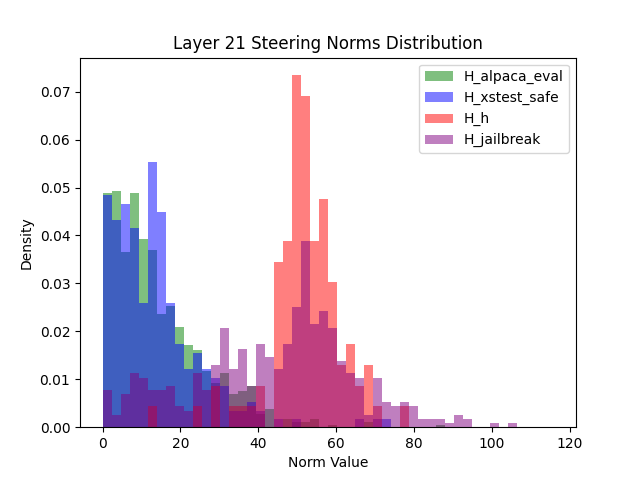 Layer 21 Steering Norms Distribution
H_alpaca_eval
H_xstest_safe
H_h
H_jailbreak
Density
0.07
0.06
0.05
0.04
0.03
0.02
0.01
0.00
0 20 40 60 80 100 120
Norm Value